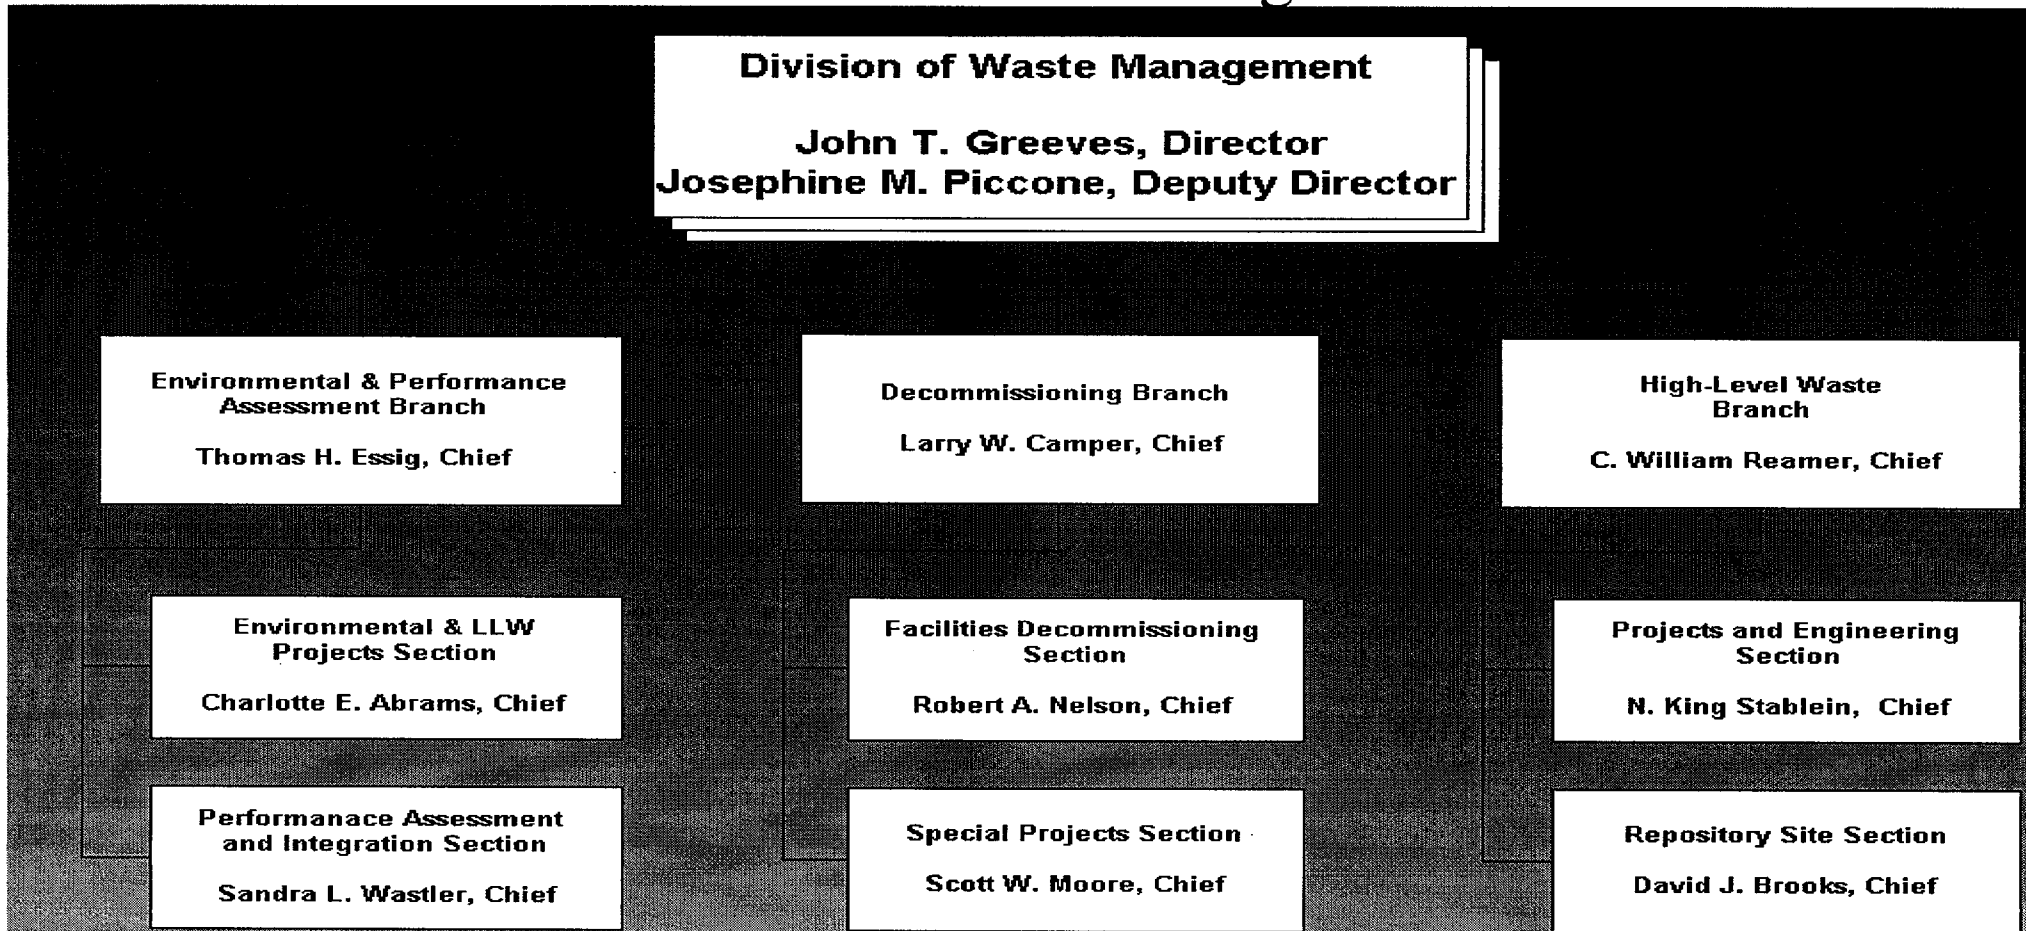 Division of Waste Management
John T. Greeves, Director
Josephine M. Piccone, Deputy Director
Environmental & Performance
Assessment Branch
Thomas H. Essig, Chief
Decommissioning Branch
Larry W. Camper, Chief
High-Level Waste
Branch
C. William Reamer, Chief
Environmental & LLW
Projects Section
Charlotte E. Abrams, Chief
Facilities Decommissioning
Section
Robert A. Nelson, Chief
Projects and Engineering
Section
N. King Stablein, Chief
Performanace Assessment
and Integration Section
Sandra L. Wastler, Chief
Special Projects Section
Scott W. Moore, Chief
Repository Site Section
David J. Brooks, Chief